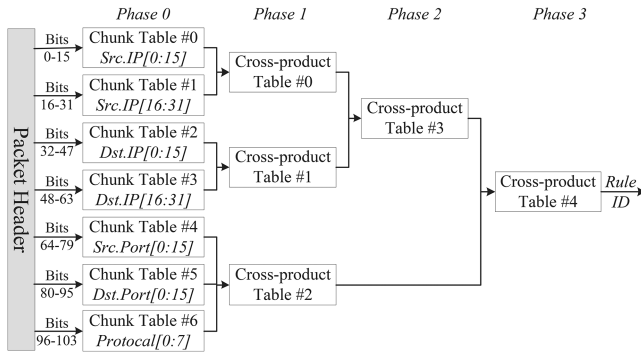 Phase 0
Phase 1
Phase 2
Phase 3
Packet Header
Bits
0-15
Chunk Table #0
Src.IP[0:15]
Bits
16-31
Chunk Table #1
Src.IP[16:31]
Bits
32-47
Chunk Table #2
Dst.IP[0:15]
Bits
48-63
Chunk Table #3
Dst.IP[16:31]
Bits
64-79
Chunk Table #4
Src.Port[0:15]
Bits
80-95
Chunk Table #5
Dst.Port[0:15]
Bits
96-103
Chunk Table #6
Protocal[0:7]
Cross-product
Table #0
Cross-product
Table #1
Cross-product
Table #2
Cross-product
Table #3
Cross-product
Table #4
Rule
ID